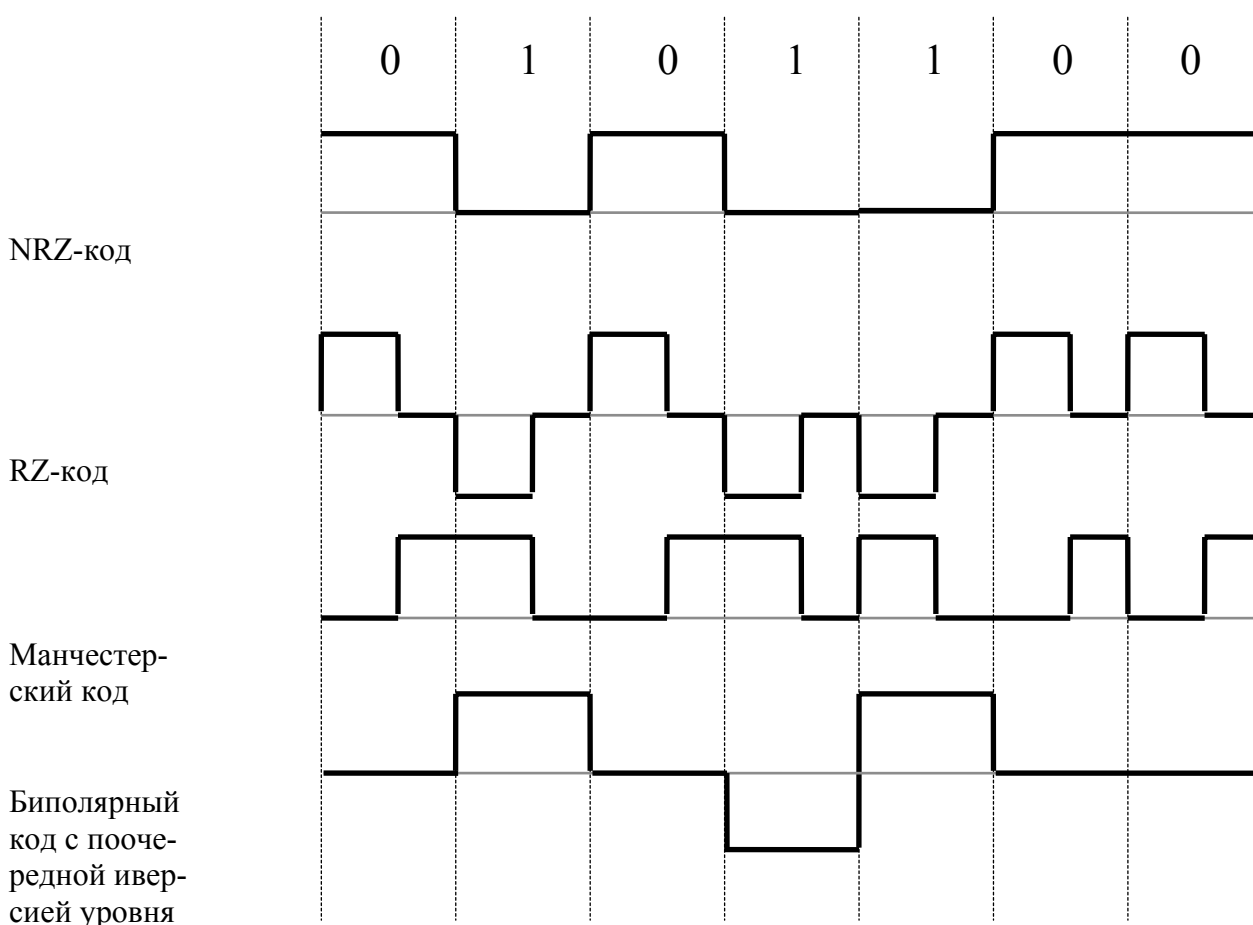 0 1 0 1 1 0 0
NRZ-код
RZ-код
Манчестер-
ский код
Биполярный
код с пооче-
редной ивер-
сией уровня